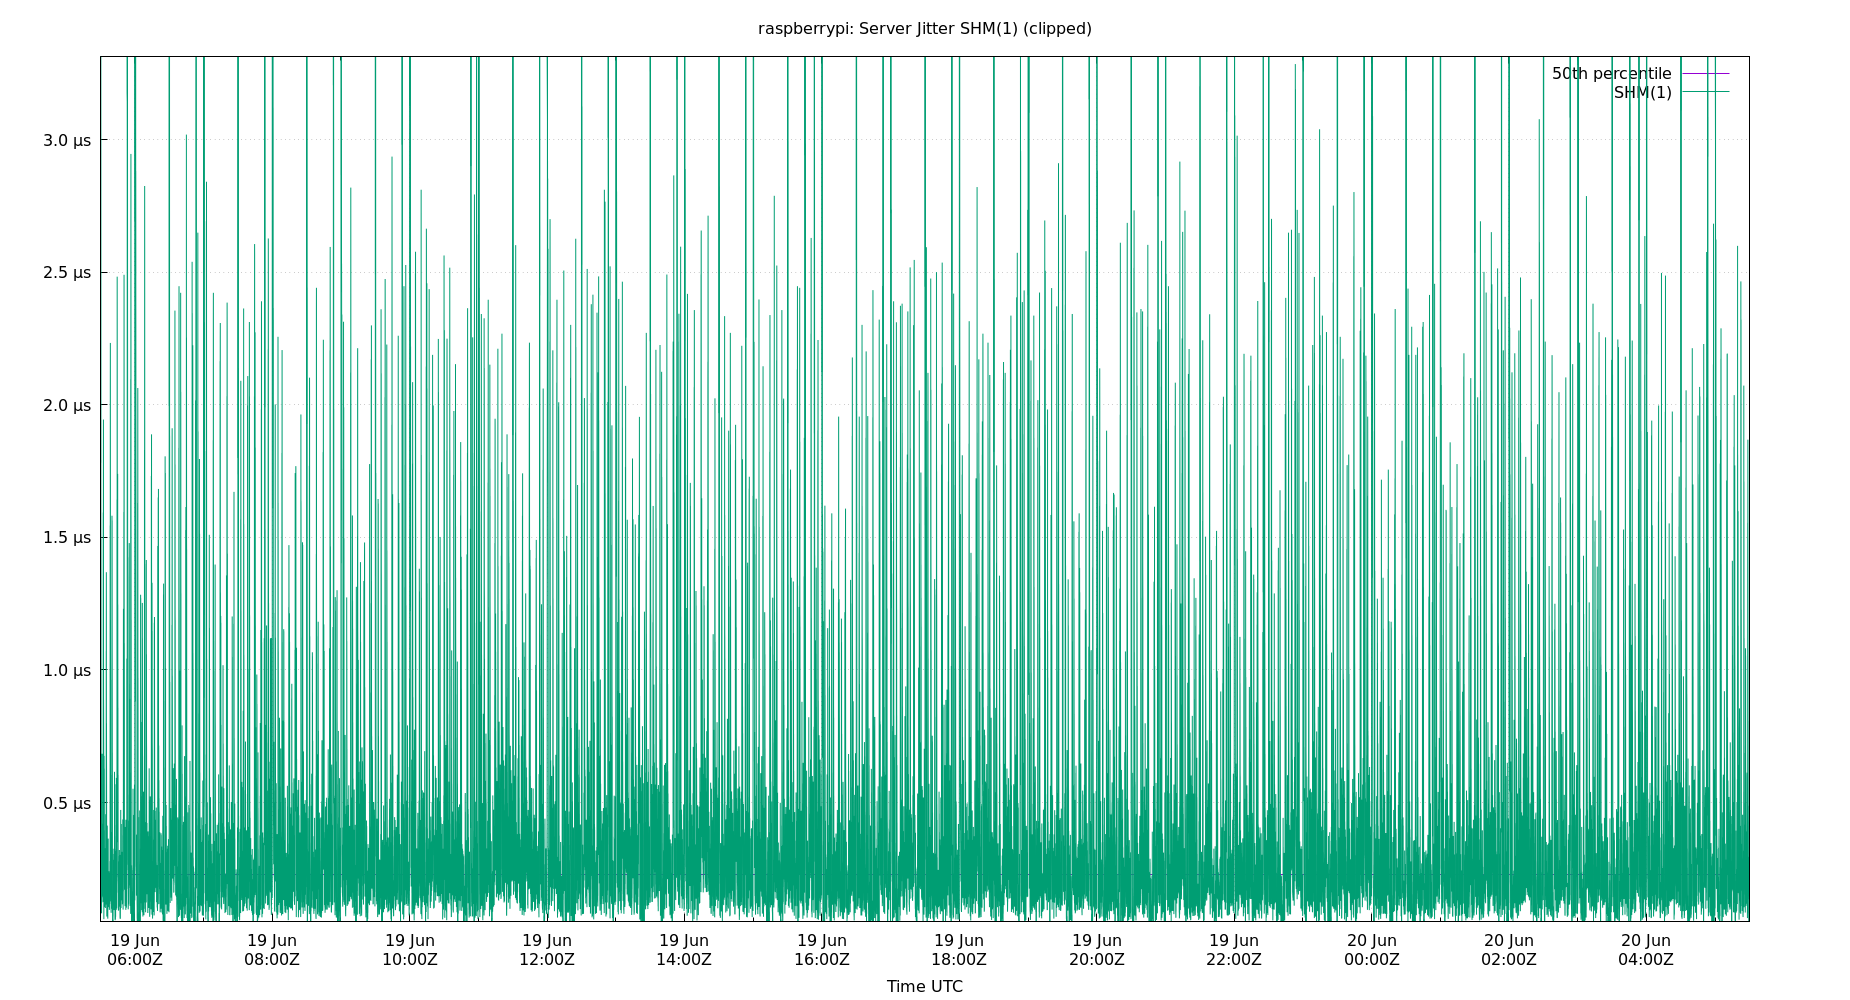 raspberrypi: Server Jitter SHM(1) (clipped)
50th percentile
SHM(1)
3.0 µs
2.5 µs
2.0 µs
1.5 µs
1.0 µs
0.5 µs
19 Jun 19 Jun 19 Jun 19 Jun 19 Jun 19 Jun 19 Jun 19 Jun 19 Jun 20 Jun 20 Jun 20 Jun
06:00Z 08:00Z 10:00Z 12:00Z 14:00Z 16:00Z 18:00Z 20:00Z 22:00Z 00:00Z 02:00Z 04:00Z
Time UTC